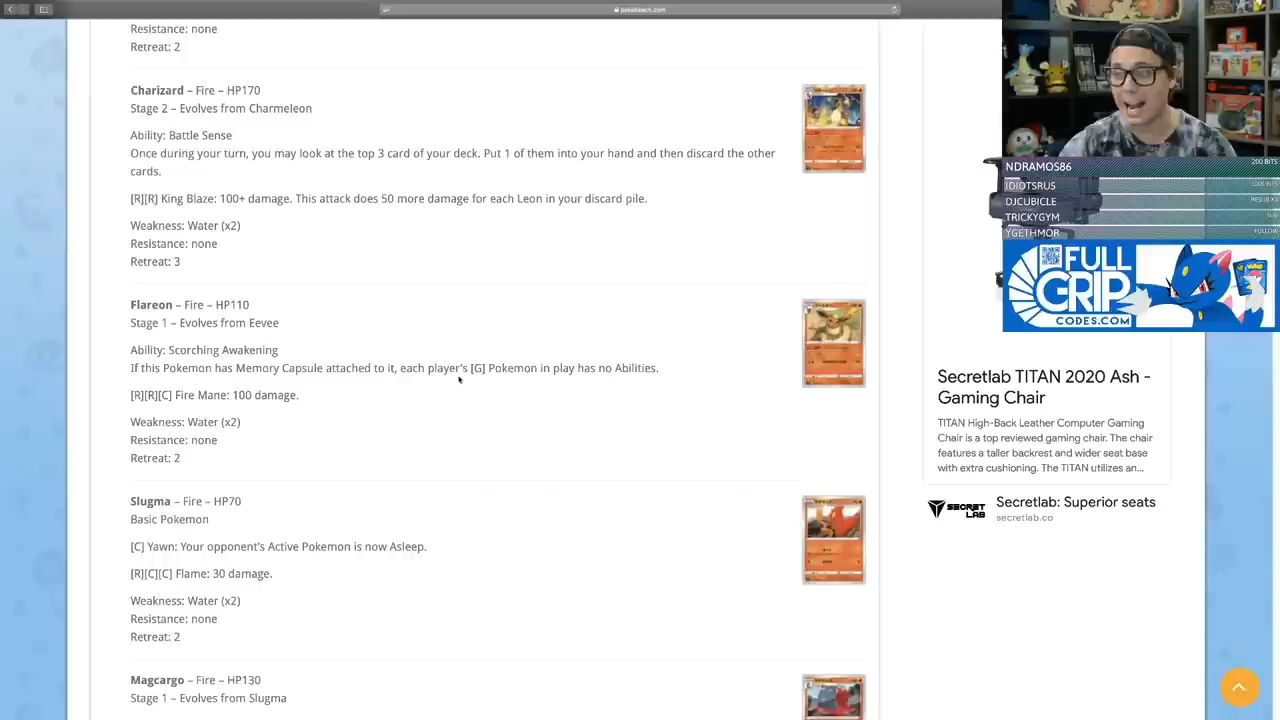 pokebeach.com
Resistance: none
Retreat: 2
Charizard – Fire – HP170
Stage 2 – Evolves from Charmeleon
Ability: Battle Sense
Once during your turn, you may look at the top 3 card of your deck. Put 1 of them into your hand and then discard the other
cards.
[R][R] King Blaze: 100+ damage. This attack does 50 more damage for each Leon in your discard pile.
Weakness: Water (x2)
Resistance: none
Retreat: 3
Flareon – Fire – HP110
Stage 1 – Evolves from Eevee
Ability: Scorching Awakening
If this Pokemon has Memory Capsule attached to it, each player's [G] Pokemon in play has no Abilities.
[R][R][C] Fire Mane: 100 damage.
Weakness: Water (x2)
Resistance: none
Retreat: 2
Slugma – Fire – HP70
Basic Pokemon
[C] Yawn: Your opponent's Active Pokemon is now Asleep.
[R][C][C] Flame: 30 damage.
Weakness: Water (x2)
Resistance: none
Retreat: 2
Magcargo – Fire – HP130
Stage 1 – Evolves from Slugma
NDRAMOS86 200 BITS
IDIOTSRUS 1000 BITS
DJCUBICLE
TRICKYGYM
YGETHMOR FOLLOW
FULL
GRIP
CODES.COM
Secretlab TITAN 2020 Ash -
Gaming Chair
TITAN High-Back Leather Computer Gaming
Chair is a top reviewed gaming chair. The chair
features a taller backrest and wider seat base
with extra cushioning. The TITAN utilizes an...
SECRET
LAB
Secretlab: Superior seats
secretlab.co